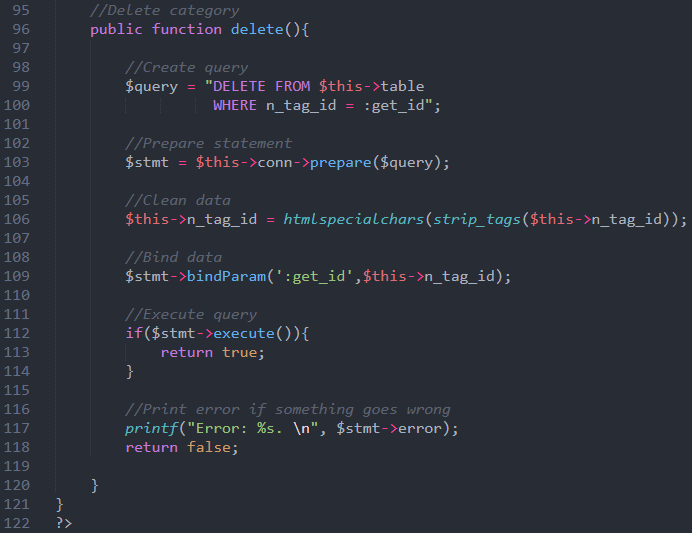 95 //Delete category
96 public function delete(){
97
98 //Create query
99 $query = "DELETE FROM $this->table
100 WHERE n_tag_id = :get_id";
101
102 //Prepare statement
103 $stmt = $this->conn->prepare($query);
104
105 //Clean data
106 $this->n_tag_id = htmlspecialchars(strip_tags($this->n_tag_id));
107
108 //Bind data
109 $stmt->bindParam(':get_id',$this->n_tag_id);
110
111 //Execute query
112 if($stmt->execute()){
113 return true;
114 }
115
116 //Print error if something goes wrong
117 printf("Error: %s. \n", $stmt->error);
118 return false;
119
120 }
121 }
122 ?>